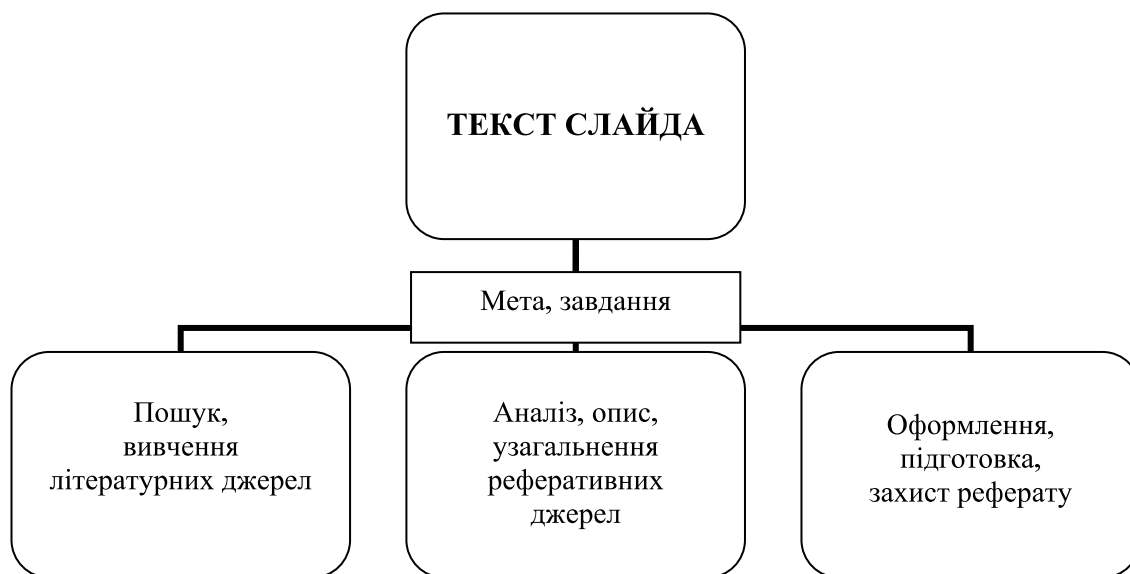 ТЕКСТ СЛАЙДА
Мета, завдання
Пошук,
вивчення
літературних джерел
Аналіз, опис,
узагальнення
реферативних
джерел
Оформлення,
підготовка,
захист реферату